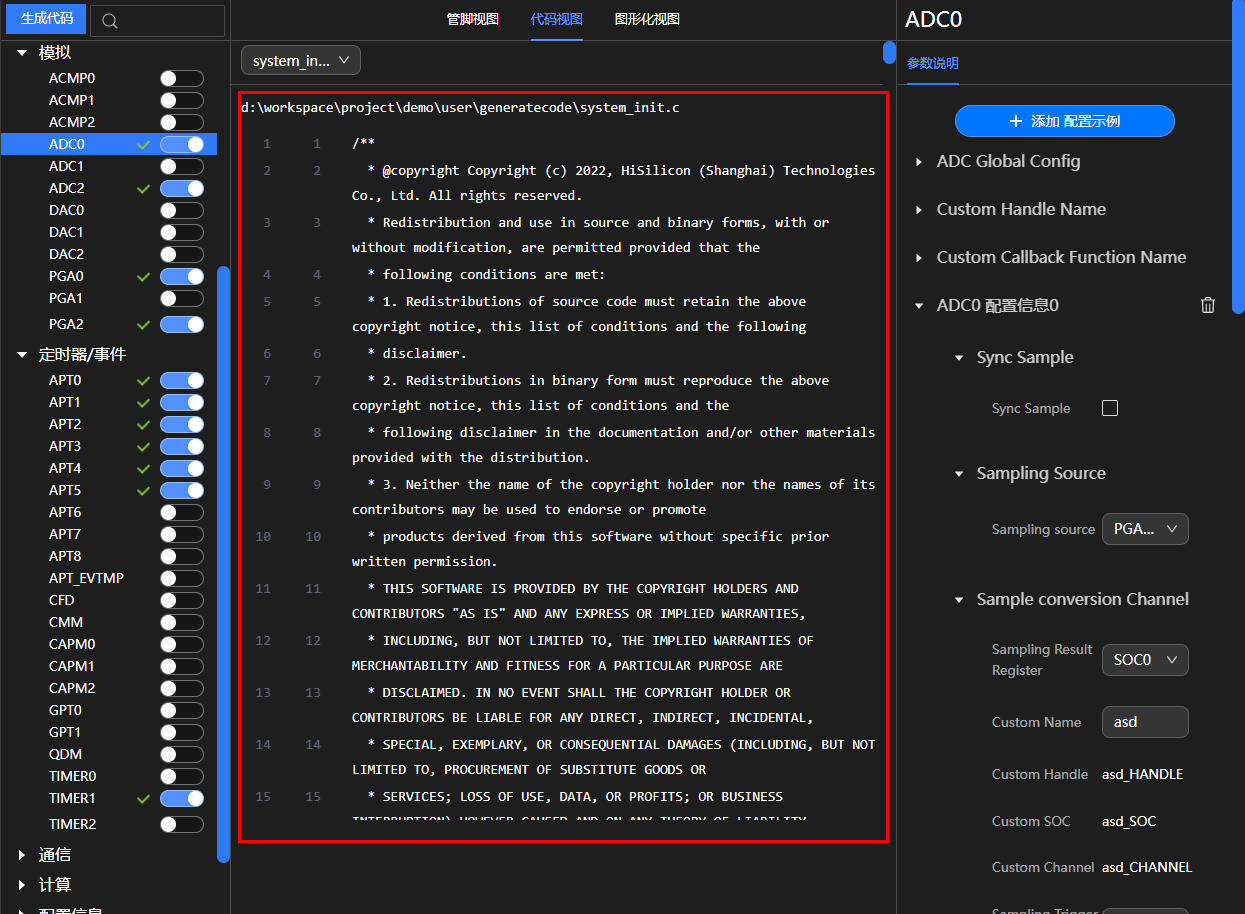 生成代码
模拟
ACMP0
ACMP1
ACMP2
ADC0
ADC1
ADC2
DAC0
DAC1
DAC2
PGA0
PGA1
PGA2
定时器/事件
APT0
APT1
APT2
APT3
APT4
APT5
APT6
APT7
APT8
APT_EVTMP
CFD
CMM
CAPM0
CAPM1
CAPM2
GPT0
GPT1
QDM
TIMER0
TIMER1
TIMER2
通信
计算
配置信息
管脚视图 代码视图 图形化视图
system_in...
d:\workspace\project\demo\user\generatecode\system_init.c
1 1 /**
2 2 * @copyright Copyright (c) 2022, HiSilicon (Shanghai) Technologies
Co., Ltd. All rights reserved.
3 3 * Redistribution and use in source and binary forms, with or
without modification, are permitted provided that the
4 4 * following conditions are met:
5 5 * 1. Redistributions of source code must retain the above
copyright notice, this list of conditions and the following
6 6 * disclaimer.
7 7 * 2. Redistributions in binary form must reproduce the above
copyright notice, this list of conditions and the
8 8 * following disclaimer in the documentation and/or other materials
provided with the distribution.
9 9 * 3. Neither the name of the copyright holder nor the names of its
contributors may be used to endorse or promote
10 10 * products derived from this software without specific prior
written permission.
11 11 * THIS SOFTWARE IS PROVIDED BY THE COPYRIGHT HOLDERS AND
CONTRIBUTORS "AS IS" AND ANY EXPRESS OR IMPLIED WARRANTIES,
12 12 * INCLUDING, BUT NOT LIMITED TO, THE IMPLIED WARRANTIES OF
MERCHANTABILITY AND FITNESS FOR A PARTICULAR PURPOSE ARE
13 13 * DISCLAIMED. IN NO EVENT SHALL THE COPYRIGHT HOLDER OR
CONTRIBUTORS BE LIABLE FOR ANY DIRECT, INDIRECT, INCIDENTAL,
14 14 * SPECIAL, EXEMPLARY, OR CONSEQUENTIAL DAMAGES (INCLUDING, BUT NOT
LIMITED TO, PROCUREMENT OF SUBSTITUTE GOODS OR
15 15 * SERVICES; LOSS OF USE, DATA, OR PROFITS; OR BUSINESS
INTERRUPTION) HOWEVER CAUSED AND ON ANY THEORY OF LIABILITY
ADC0
参数说明
添加 配置示例
ADC Global Config
Custom Handle Name
Custom Callback Function Name
ADC0 配置信息0
Sync Sample
Sync Sample
Sampling Source
Sampling source PGA...
Sample conversion Channel
Sampling Result
Register SOC0
Custom Name asd
Custom Handle asd_HANDLE
Custom SOC asd_SOC
Custom Channel asd_CHANNEL
Sampling Trigger